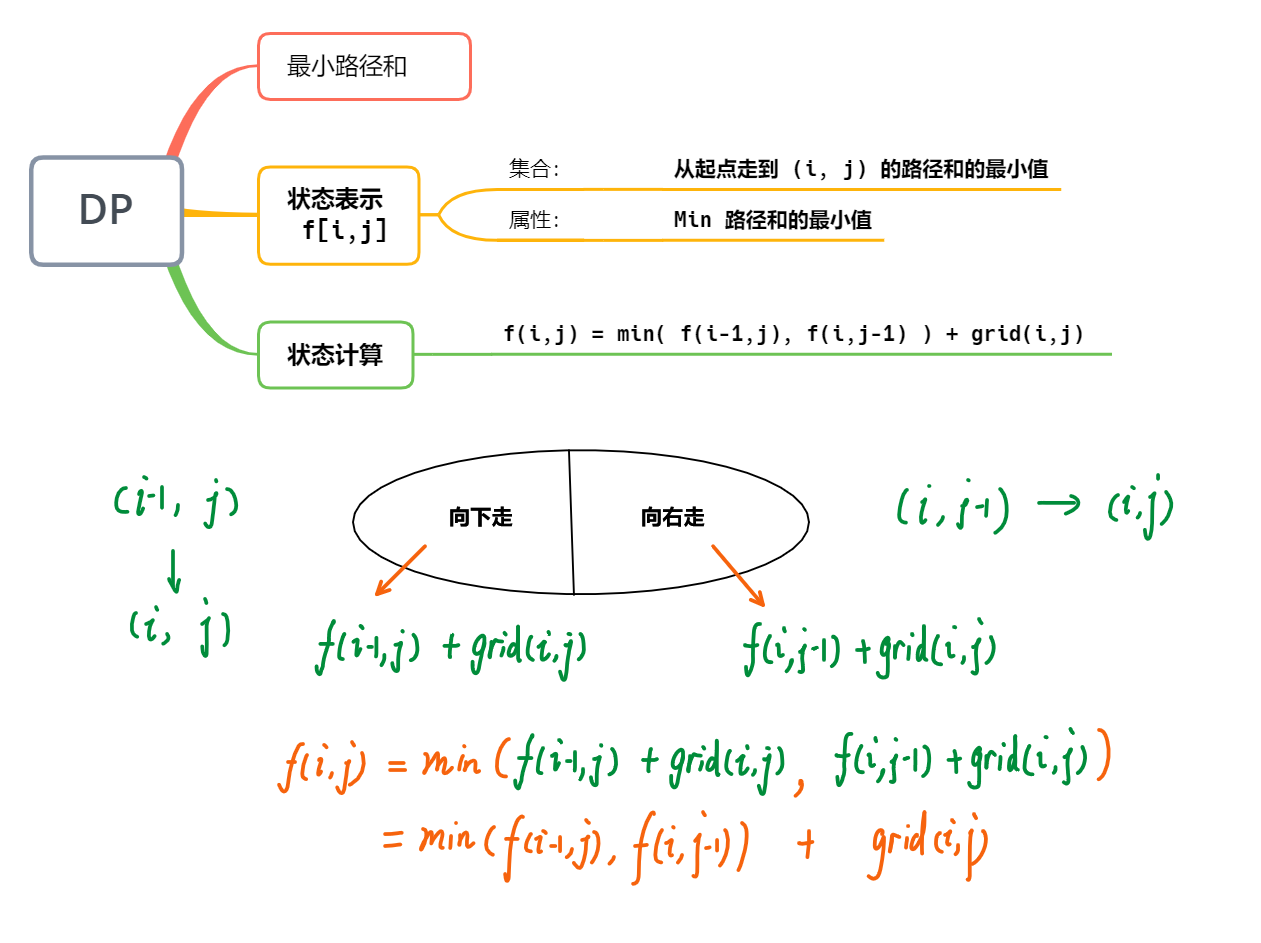 DP
最小路径和
状态表示
f[i,j]
集合: 从起点走到 (i, j) 的路径和的最小值
属性: Min 路径和的最小值
状态计算
f(i,j) = min( f(i-1,j), f(i,j-1) ) + grid(i,j)
(i-1, j)
↓
(i, j)
向下走
向右走
(i, j-1) → (i,j)
f(i-1,j) + grid(i,j)
f(i,j-1) + grid(i,j)
f(i,j) = min (f(i-1,j) + grid(i,j), f(i,j-1) + grid(i,j))
= min (f(i-1,j), f(i,j-1)) + grid(i,j)